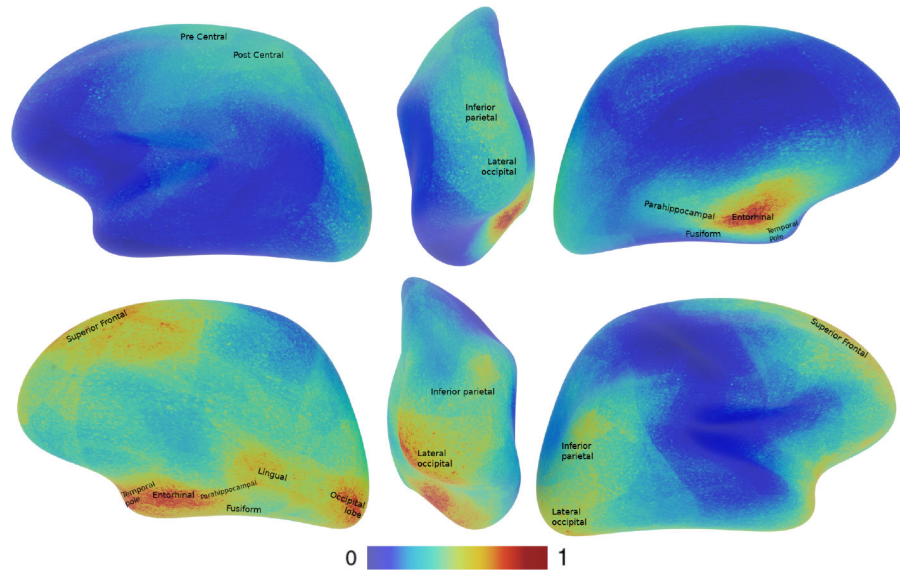 Pre Central
Post Central
Inferior
parietal
Lateral
occipital
Parahippocampal
Entorhinal
Temporal
Pole
Fusiform
Superior Frontal
Temporal
pole
Entorhinal
Parahippocampal
Lingual
Fusiform
Occipital
lobe
Inferior parietal
Lateral
occipital
Superior Frontal
Inferior
parietal
Lateral
occipital
0
1